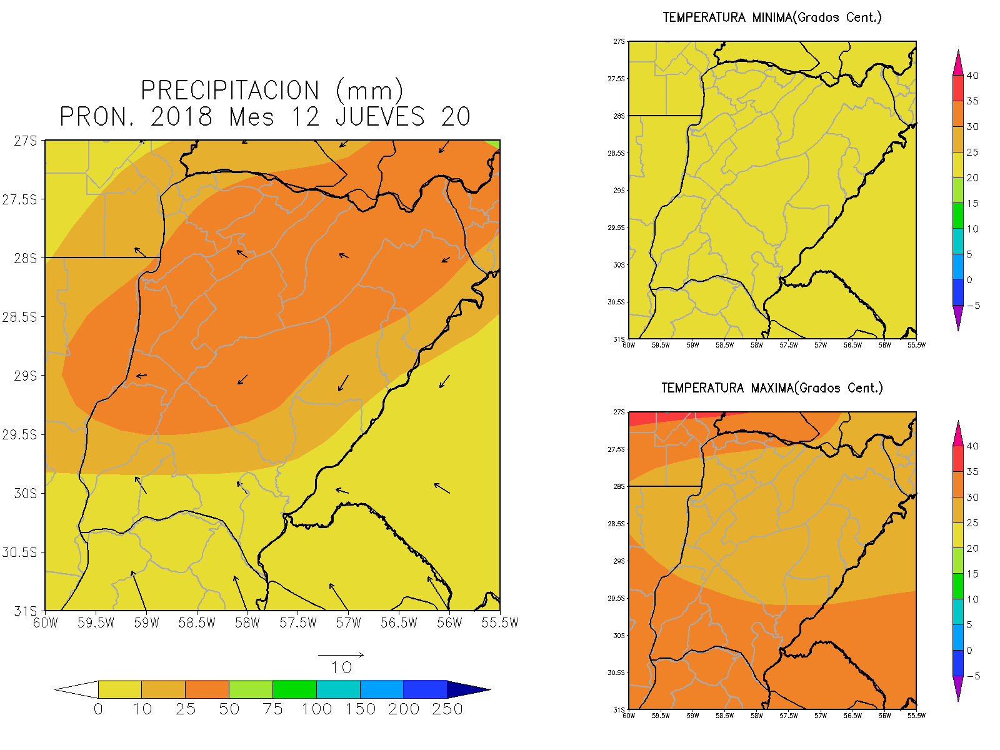 PRECIPITACION (mm)
PRON. 2018 Mes 12 JUEVES 20
27S
27.5S
28S
28.5S
29S
29.5S
30S
30.5S
31S
60W 59.5W 59W 58.5W 58W 57.5W 57W 56.5W 56W 55.5W
10
0 10 25 50 75 100 150 200 250
TEMPERATURA MINIMA(Grados Cent.)
27S
27.5S
28S
28.5S
29S
29.5S
30S
30.5S
31S
60W 59.5W 59W 58.5W 58W 57.5W 57W 56.5W 56W 55.5W
40
35
30
25
20
15
10
5
0
-5
TEMPERATURA MAXIMA(Grados Cent.)
27S
27.5S
28S
28.5S
29S
29.5S
30S
30.5S
31S
60W 59.5W 59W 58.5W 58W 57.5W 57W 56.5W 56W 55.5W
40
35
30
25
20
15
10
5
0
-5